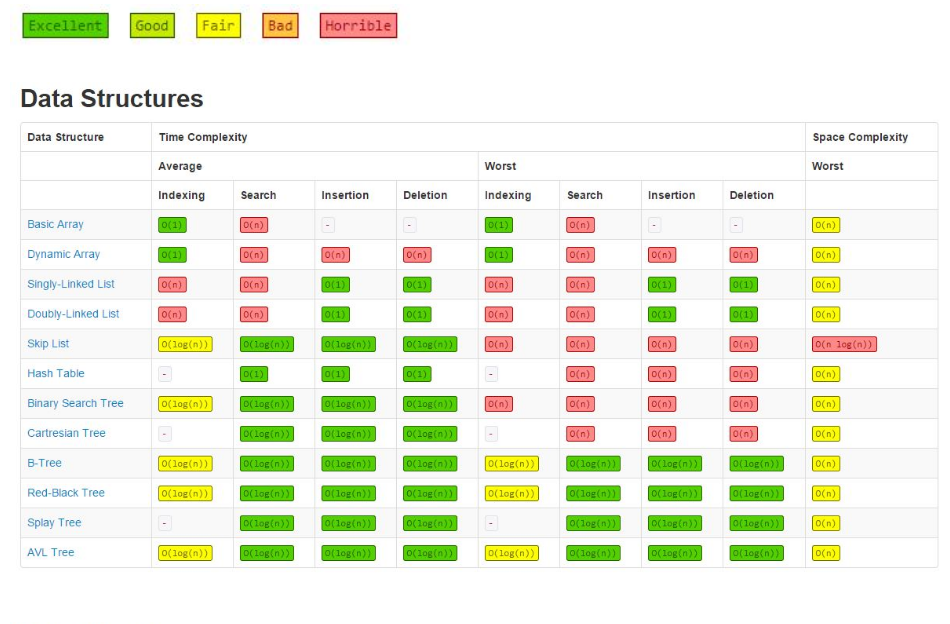 Excellent Good Fair Bad Horrible
Data Structures
Data Structure Time Complexity Space Complexity
Average Worst Worst
Indexing Search Insertion Deletion Indexing Search Insertion Deletion
Basic Array O(1) O(n) - - O(1) O(n) - - O(n)
Dynamic Array O(1) O(n) O(n) O(n) O(1) O(n) O(n) O(n) O(n)
Singly-Linked List O(n) O(n) O(1) O(1) O(n) O(n) O(1) O(1) O(n)
Doubly-Linked List O(n) O(n) O(1) O(1) O(n) O(n) O(1) O(1) O(n)
Skip List O(log(n)) O(log(n)) O(log(n)) O(log(n)) O(n) O(n) O(n) O(n) O(n log(n))
Hash Table - O(1) O(1) O(1) - O(n) O(n) O(n) O(n)
Binary Search Tree O(log(n)) O(log(n)) O(log(n)) O(log(n)) O(n) O(n) O(n) O(n) O(n)
Cartresian Tree - O(log(n)) O(log(n)) O(log(n)) - O(n) O(n) O(n) O(n)
B-Tree O(log(n)) O(log(n)) O(log(n)) O(log(n)) O(log(n)) O(log(n)) O(log(n)) O(log(n)) O(n)
Red-Black Tree O(log(n)) O(log(n)) O(log(n)) O(log(n)) O(log(n)) O(log(n)) O(log(n)) O(log(n)) O(n)
Splay Tree - O(log(n)) O(log(n)) O(log(n)) - O(log(n)) O(log(n)) O(log(n)) O(n)
AVL Tree O(log(n)) O(log(n)) O(log(n)) O(log(n)) O(log(n)) O(log(n)) O(log(n)) O(log(n)) O(n)